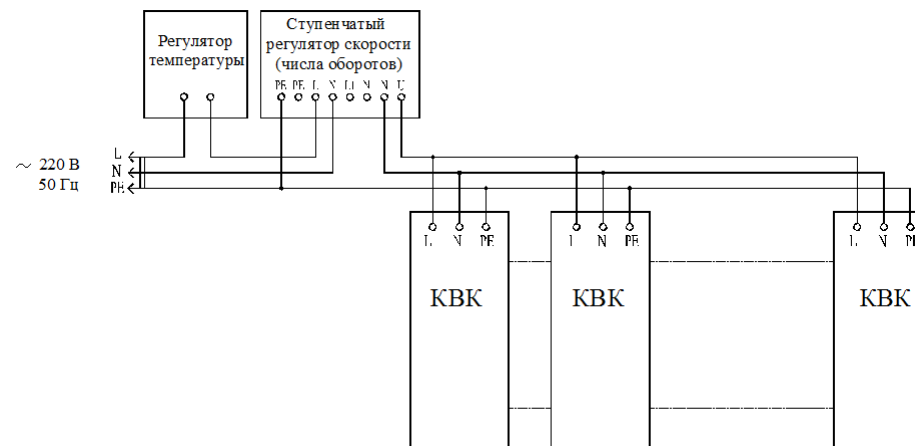 Регулятор
температуры
Ступенчатый
регулятор скорости
(числа оборотов)
PE PE L N L1 N N U
~ 220 В
50 Гц
L
N
PE
L N PE
L N PE
L N PE
КВК
КВК
КВК